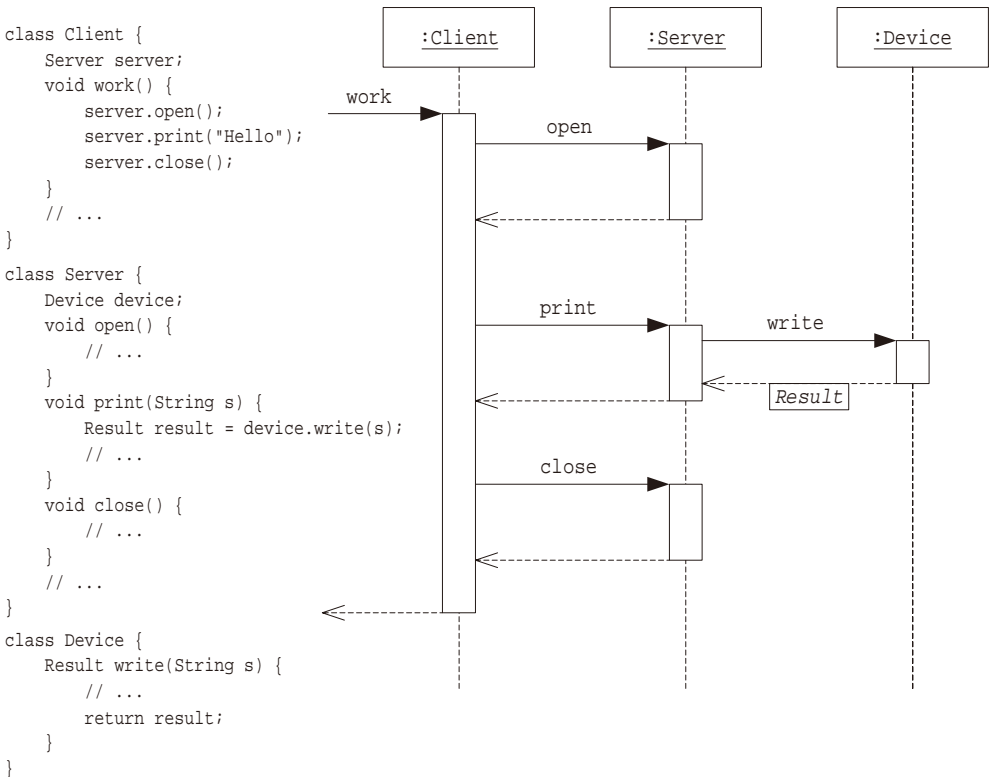 class Client {
    Server server;
    void work() {
        server.open();
        server.print("Hello");
        server.close();
    }
    // ...
}
class Server {
    Device device;
    void open() {
        // ...
    }
    void print(String s) {
        Result result = device.write(s);
        // ...
    }
    void close() {
        // ...
    }
    // ...
}
class Device {
    Result write(String s) {
        // ...
        return result;
    }
}
:Client
:Server
:Device
work
open
print
write
Result
close